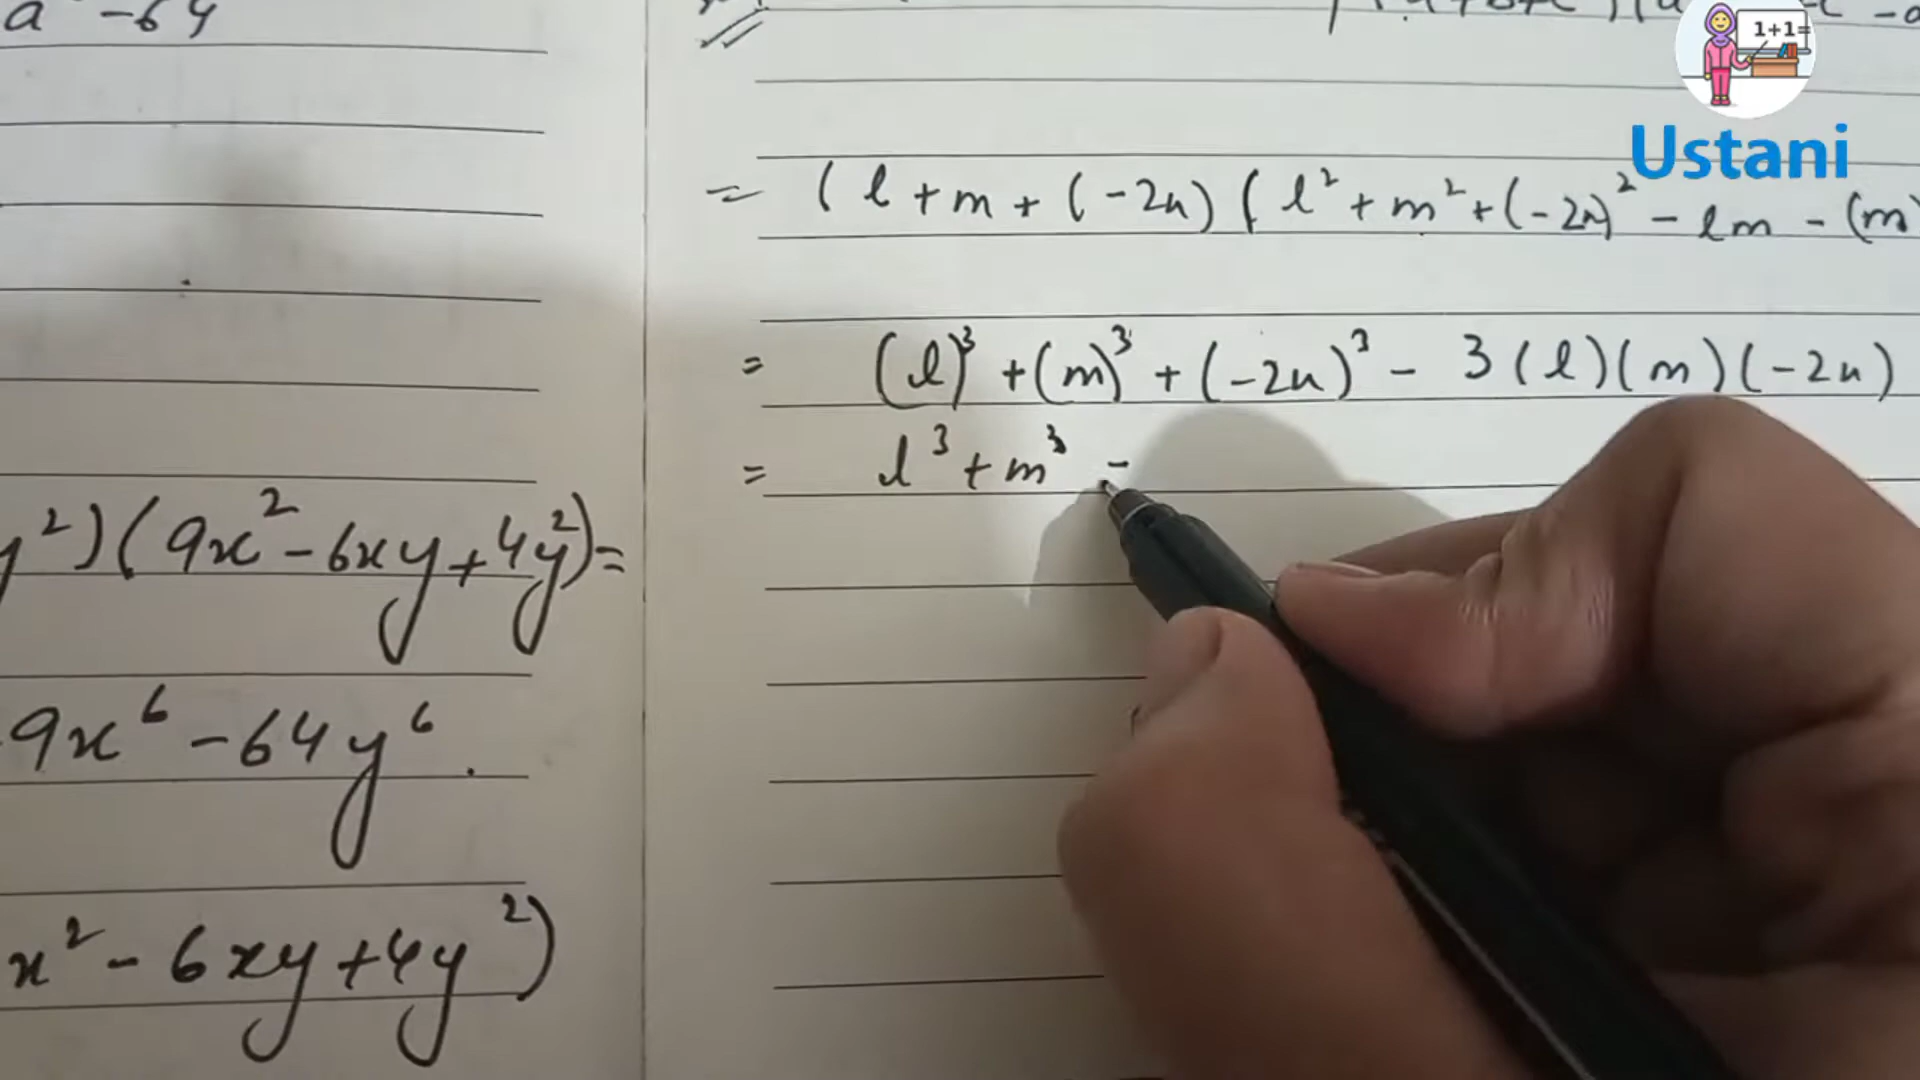 a -64
1+1=
Ustani
= (l+m+(-2n)(l²+m²+(-2n)²-lm-(m)
= (l)³+(m)³+(-2n)³-3(l)(m)(-2n)
= l³+m³-
y²)(9x²-6xy+4y²)=
9x⁶-64y⁶.
x²-6xy+4y²)